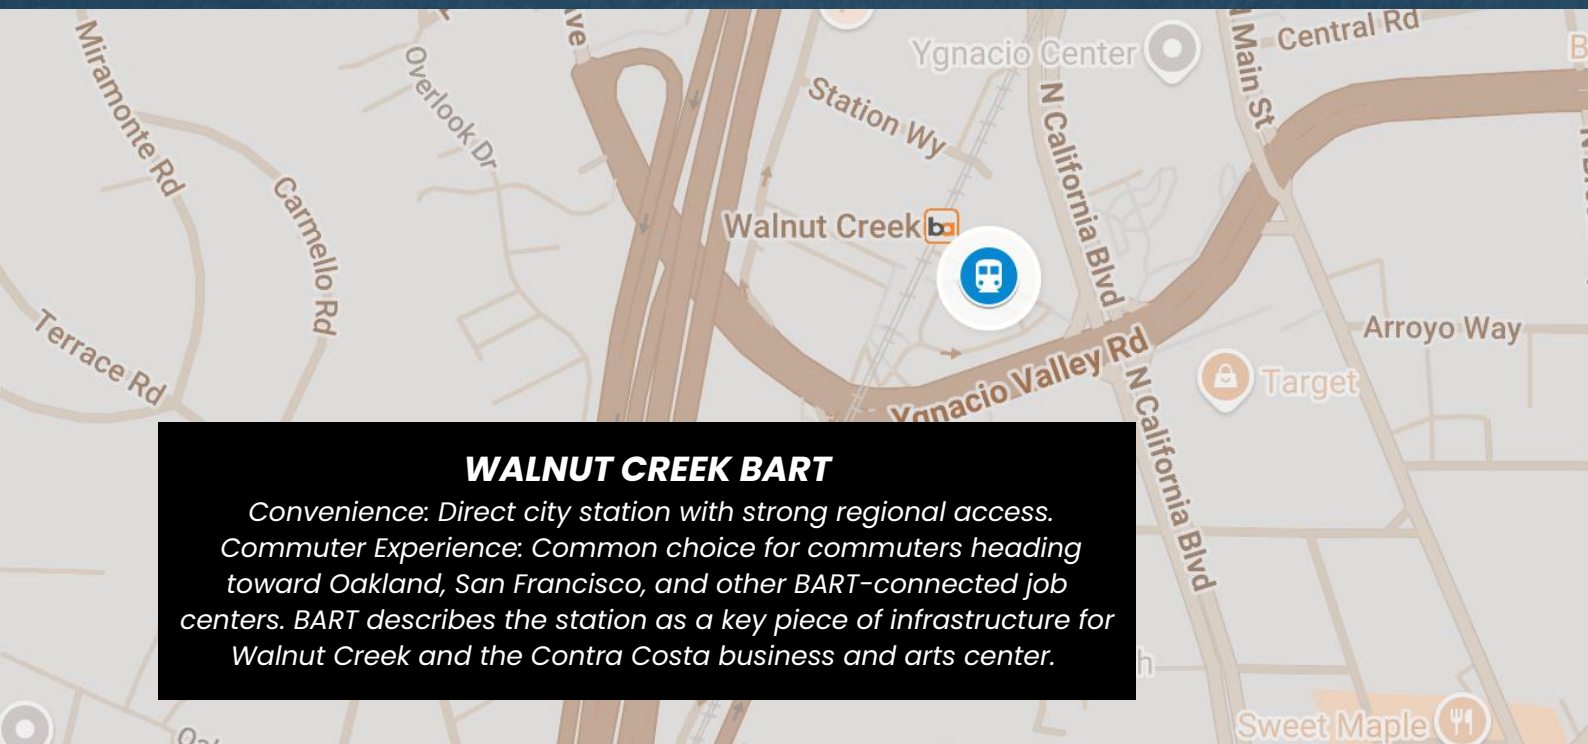 Miramonte Rd
Overlook Dr
Ave
Ygnacio Center
N Main St
Central Rd
Station Wy
N California Blvd
Carmello Rd
Walnut Creek
ba
Terrace Rd
Ygnacio Valley Rd
Arroyo Way
Target
N California Blvd
WALNUT CREEK BART
Convenience: Direct city station with strong regional access.
Commuter Experience: Common choice for commuters heading
toward Oakland, San Francisco, and other BART-connected job
centers. BART describes the station as a key piece of infrastructure for
Walnut Creek and the Contra Costa business and arts center.
Sweet Maple